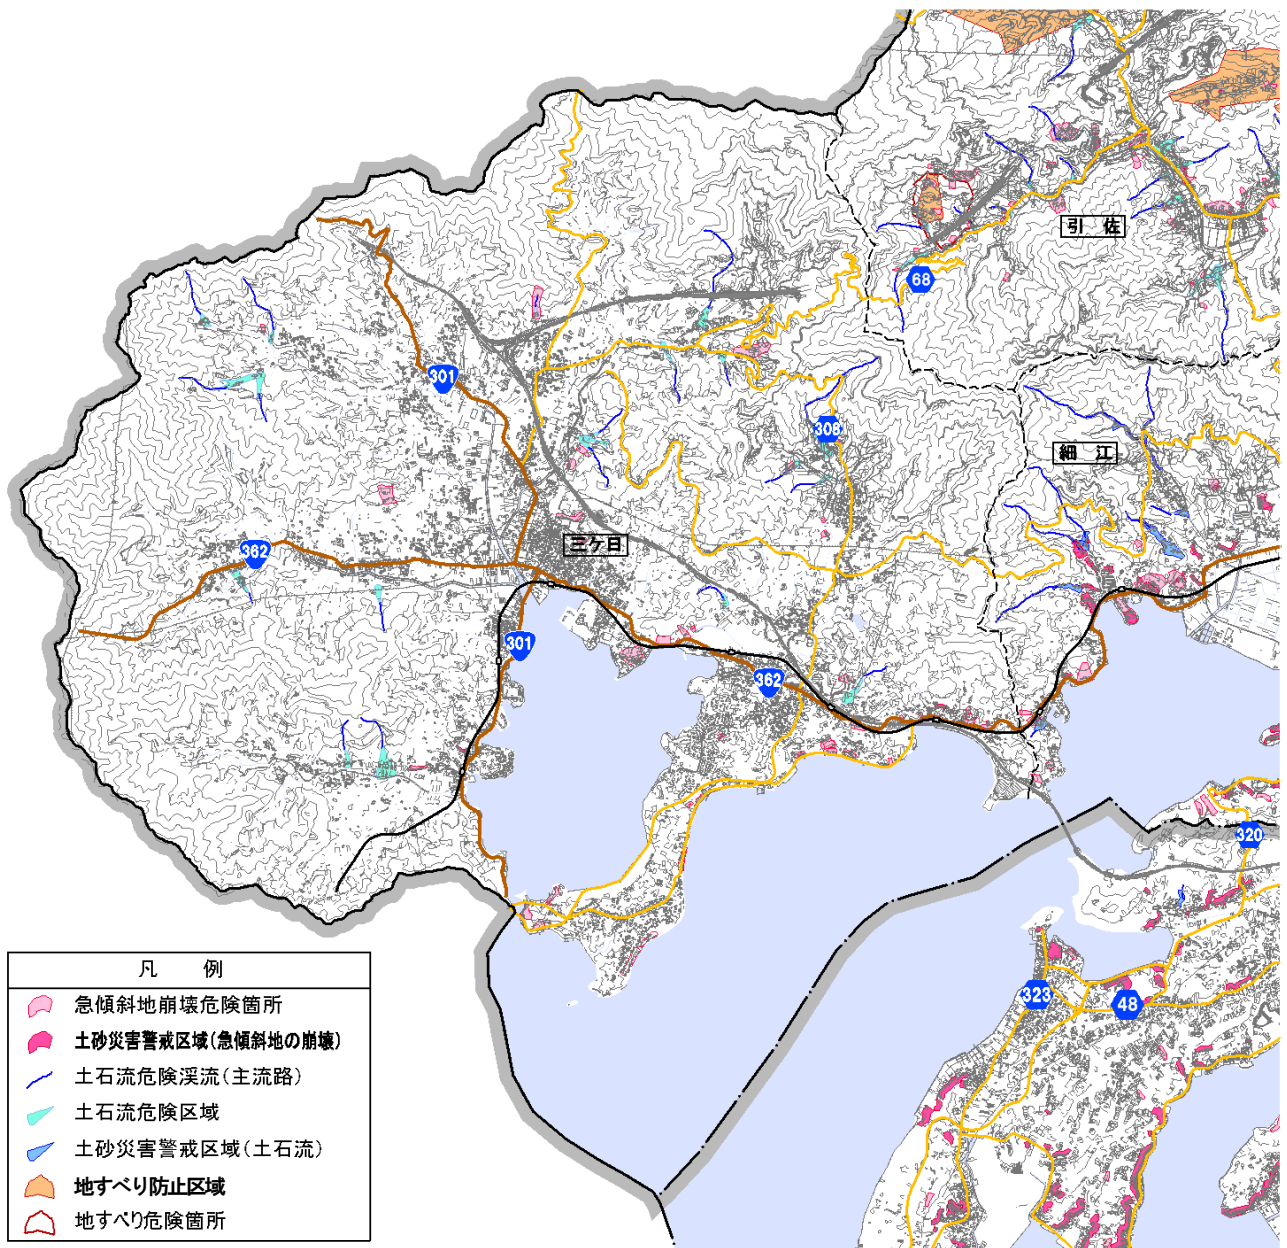 引 佐
68
301
308
細 江
三ケ日
362
301
362
320
323
48
凡 例
急傾斜地崩壊危険箇所
土砂災害警戒区域(急傾斜地の崩壊)
土石流危険渓流(主流路)
土石流危険区域
土砂災害警戒区域(土石流)
地すべり防止区域
地すべり危険箇所